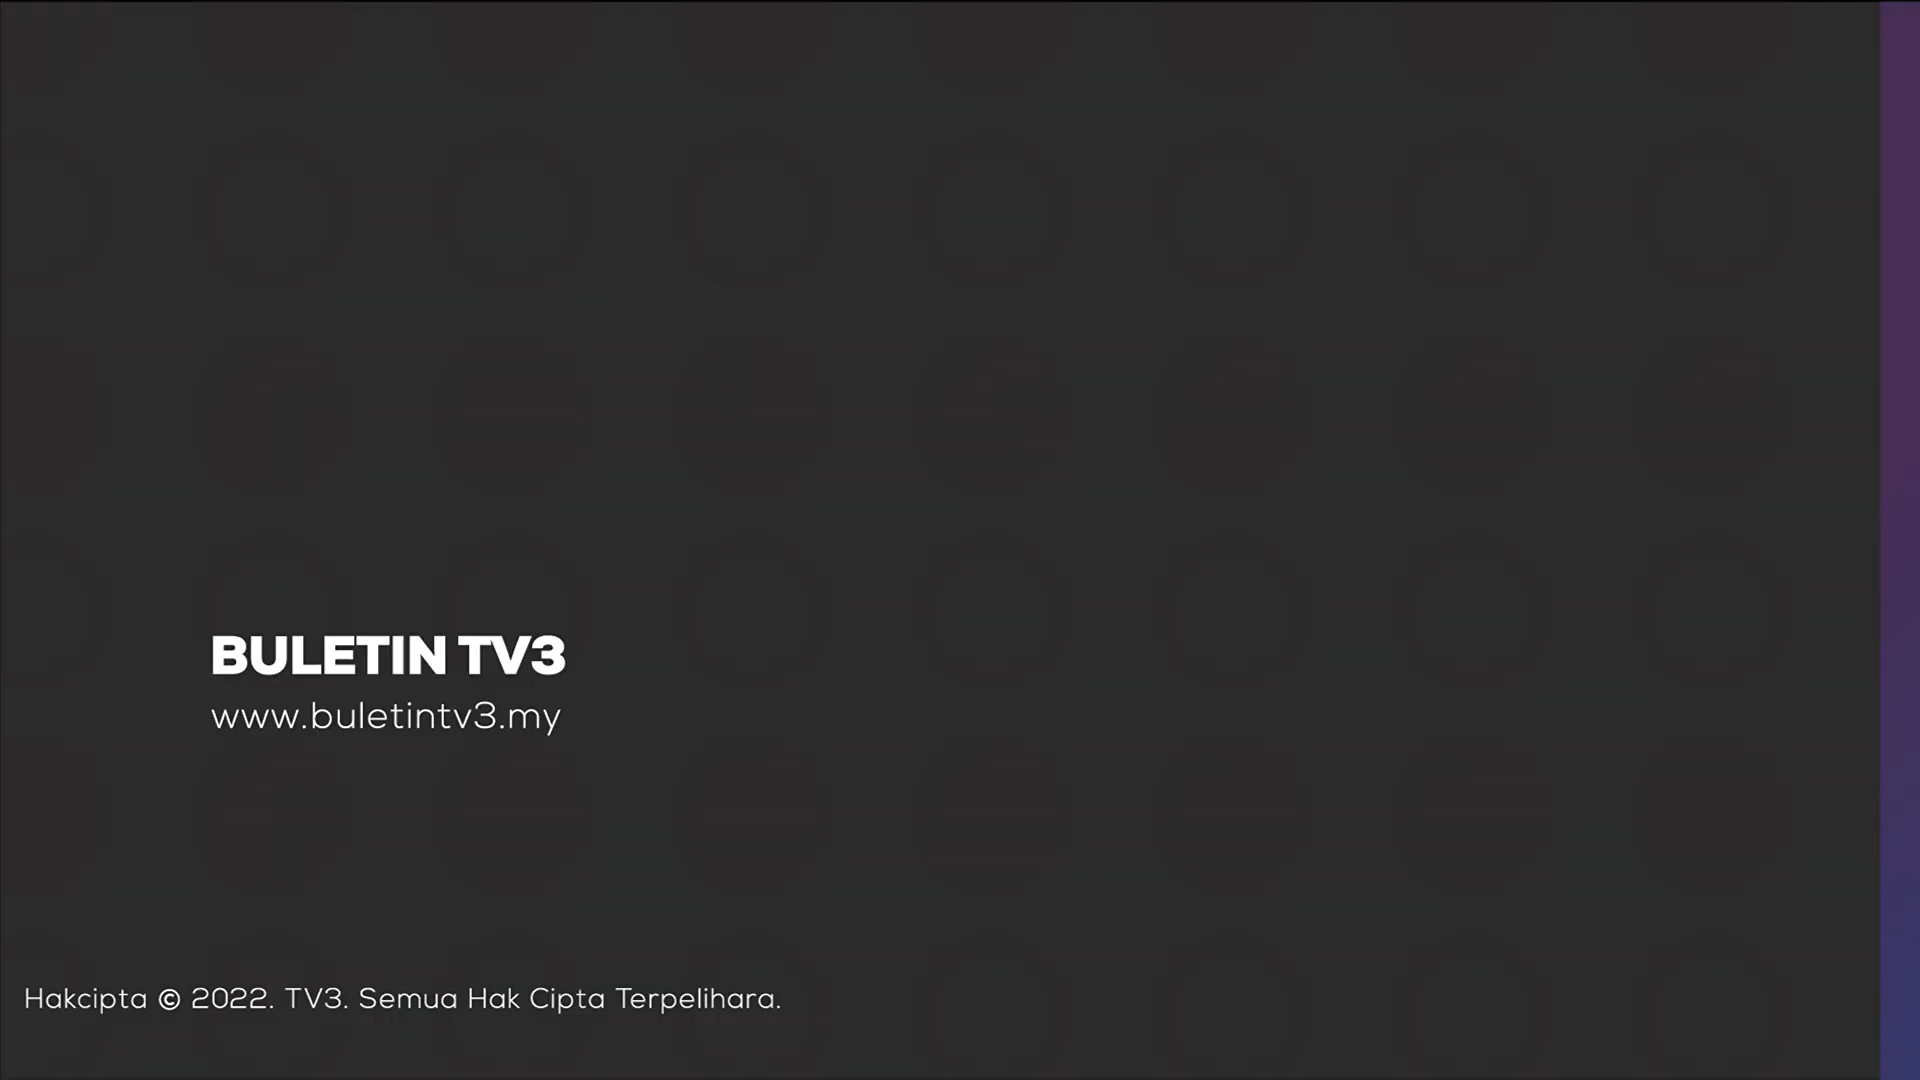 BULETIN TV3
www.buletintv3.my
Hakcipta © 2022. TV3. Semua Hak Cipta Terpelihara.